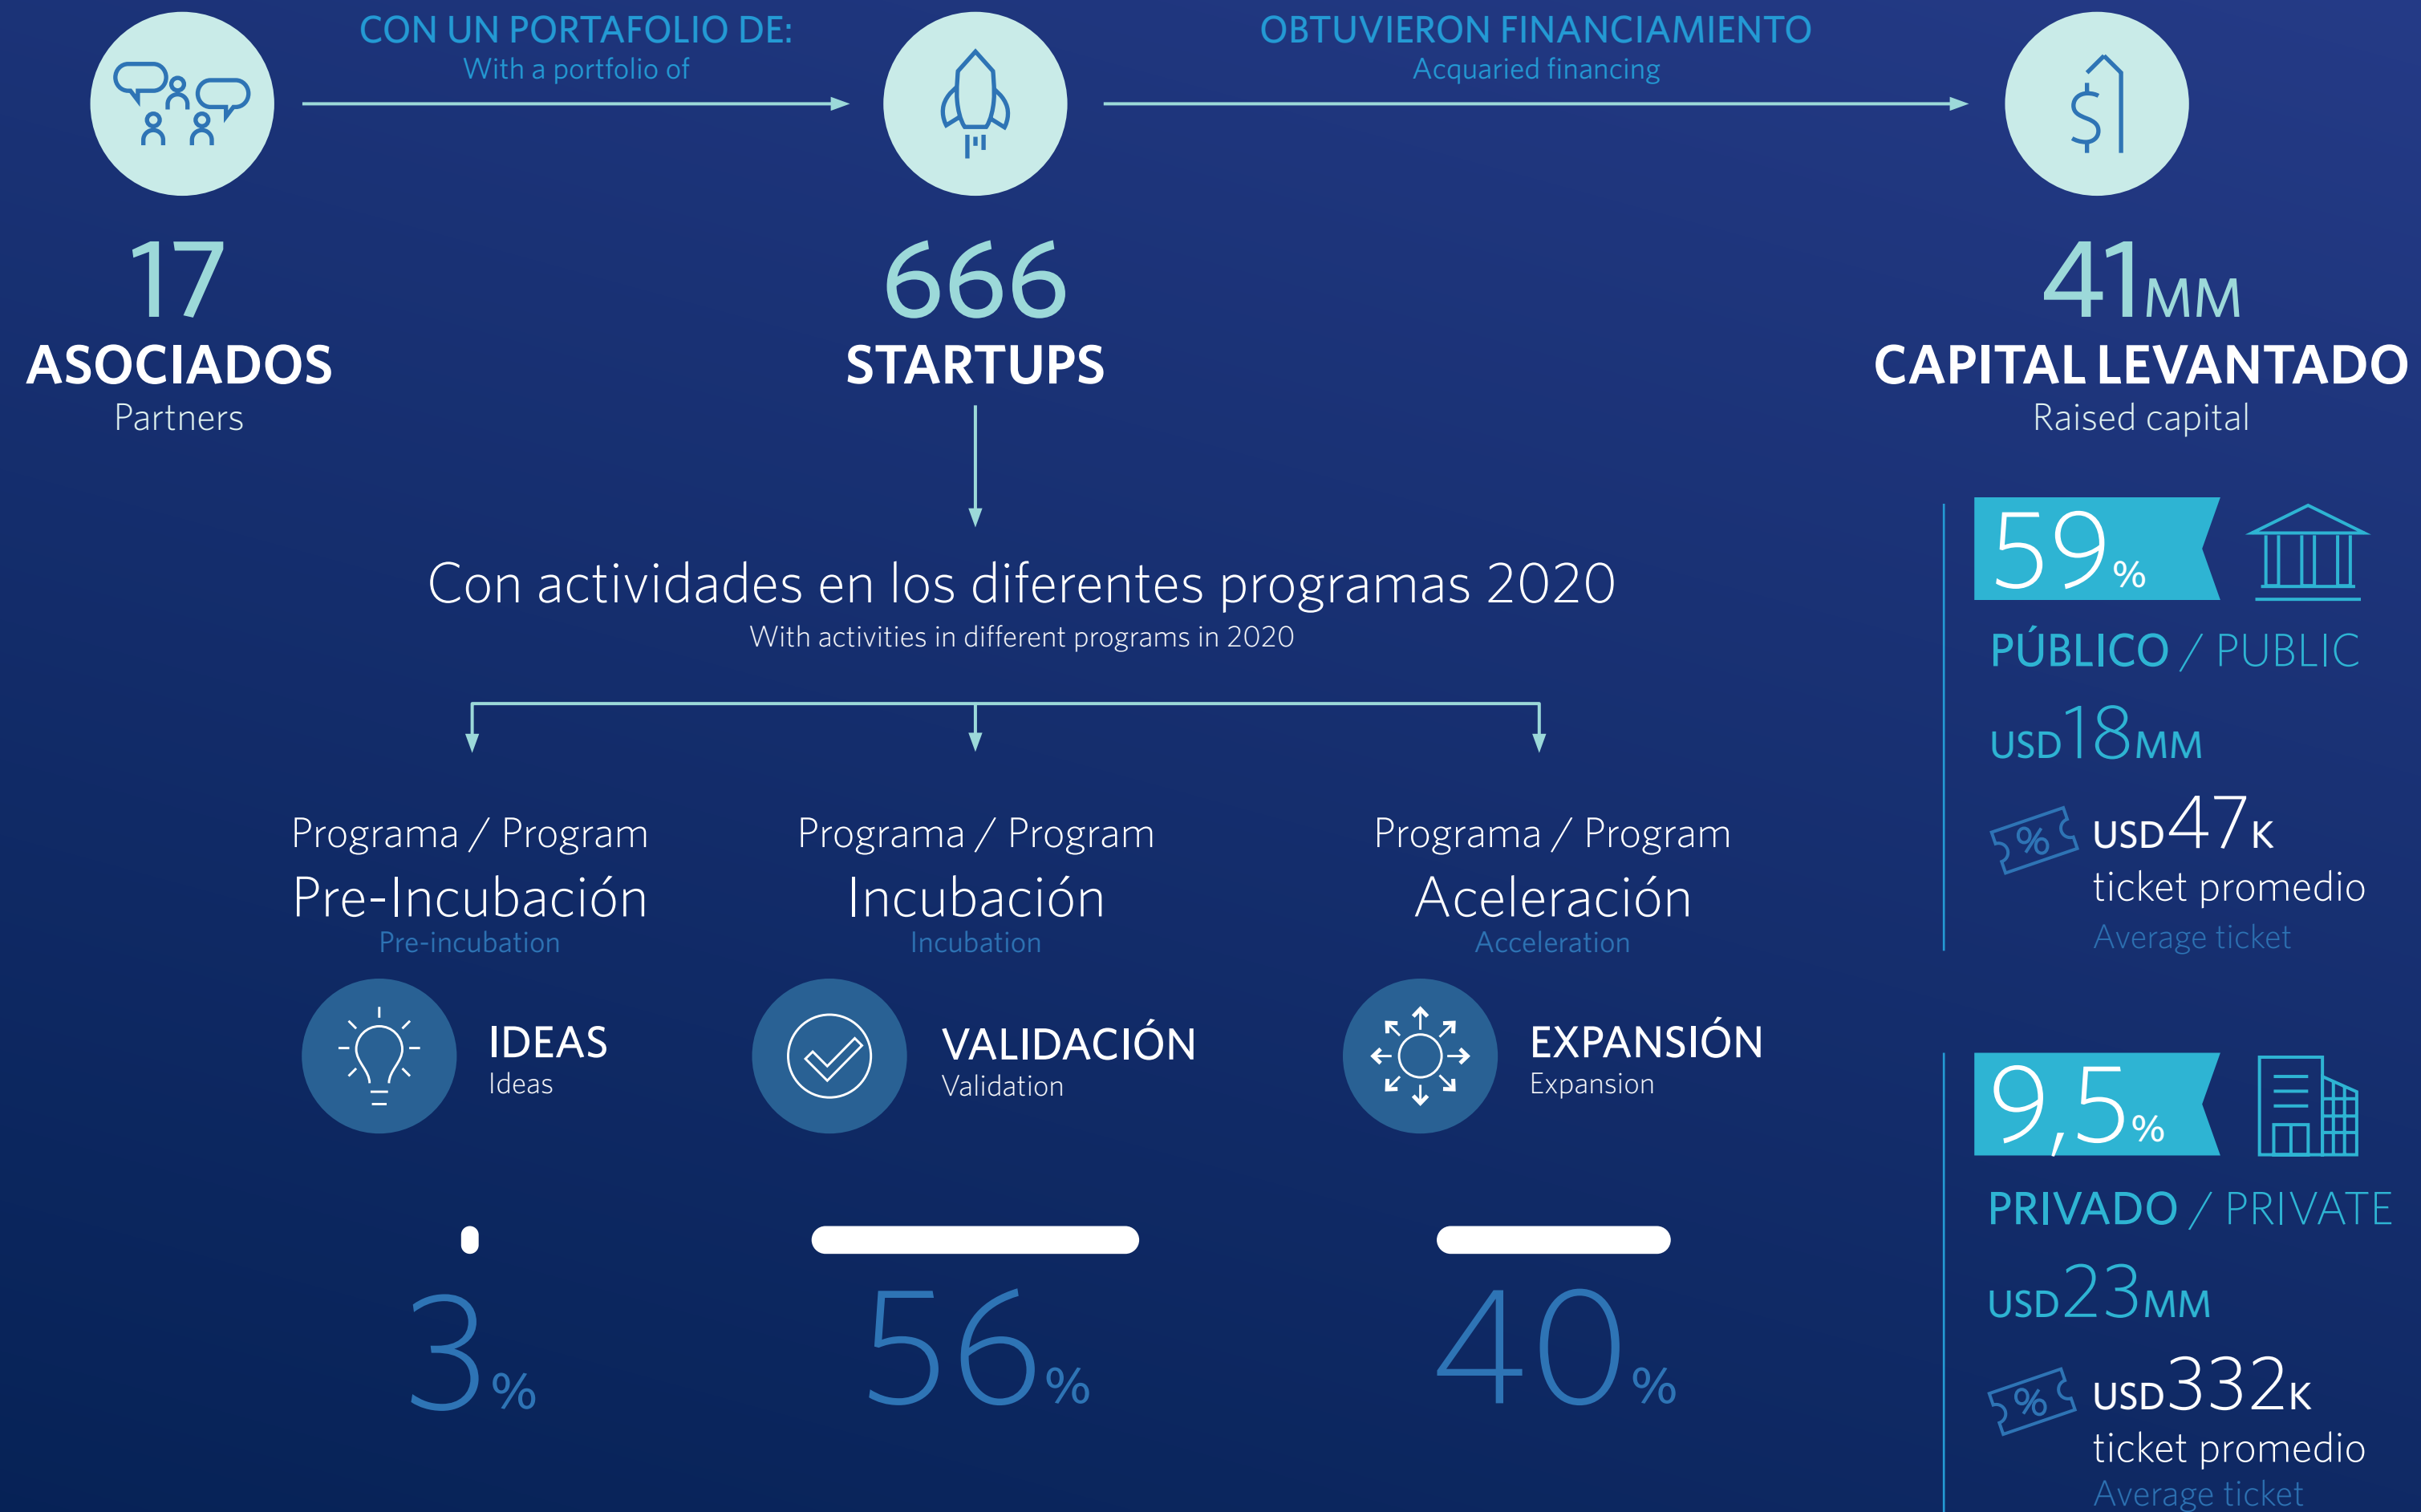 CON UN PORTAFOLIO DE:
With a portfolio of
OBTUVIERON FINANCIAMIENTO
Acquaried financing
$
17
ASOCIADOS
Partners
666
STARTUPS
41MM
CAPITAL LEVANTADO
Raised capital
Con actividades en los diferentes programas 2020
With activities in different programs in 2020
Programa / Program
Pre-Incubación
Pre-incubation
IDEAS
Ideas
3%
Programa / Program
Incubación
Incubation
VALIDACIÓN
Validation
56%
Programa / Program
Aceleración
Acceleration
EXPANSIÓN
Expansion
40%
59%
PÚBLICO / PUBLIC
USD18MM
%
USD47K
ticket promedio
Average ticket
9,5%
PRIVADO / PRIVATE
USD23MM
%
USD332K
ticket promedio
Average ticket